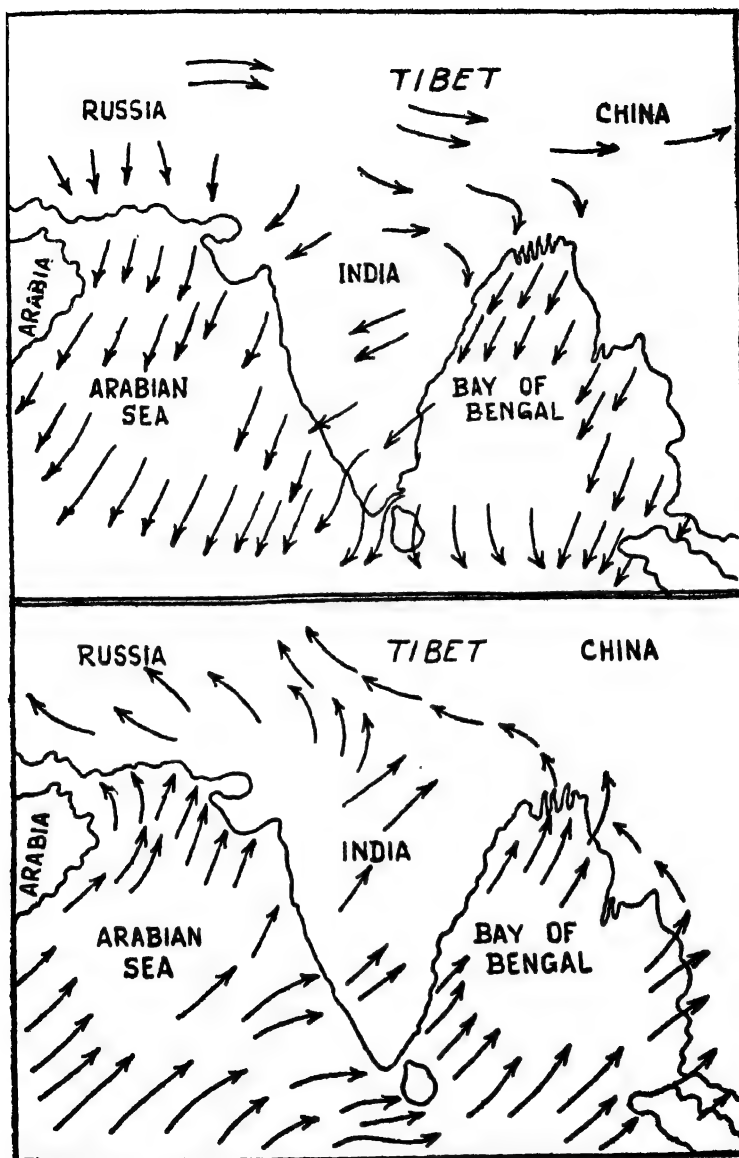 TIBET
RUSSIA
CHINA
ARABIA
INDIA
ARABIAN
SEA
BAY OF
BENGAL
RUSSIA
TIBET
CHINA
ARABIA
INDIA
ARABIAN
SEA
BAY OF
BENGAL